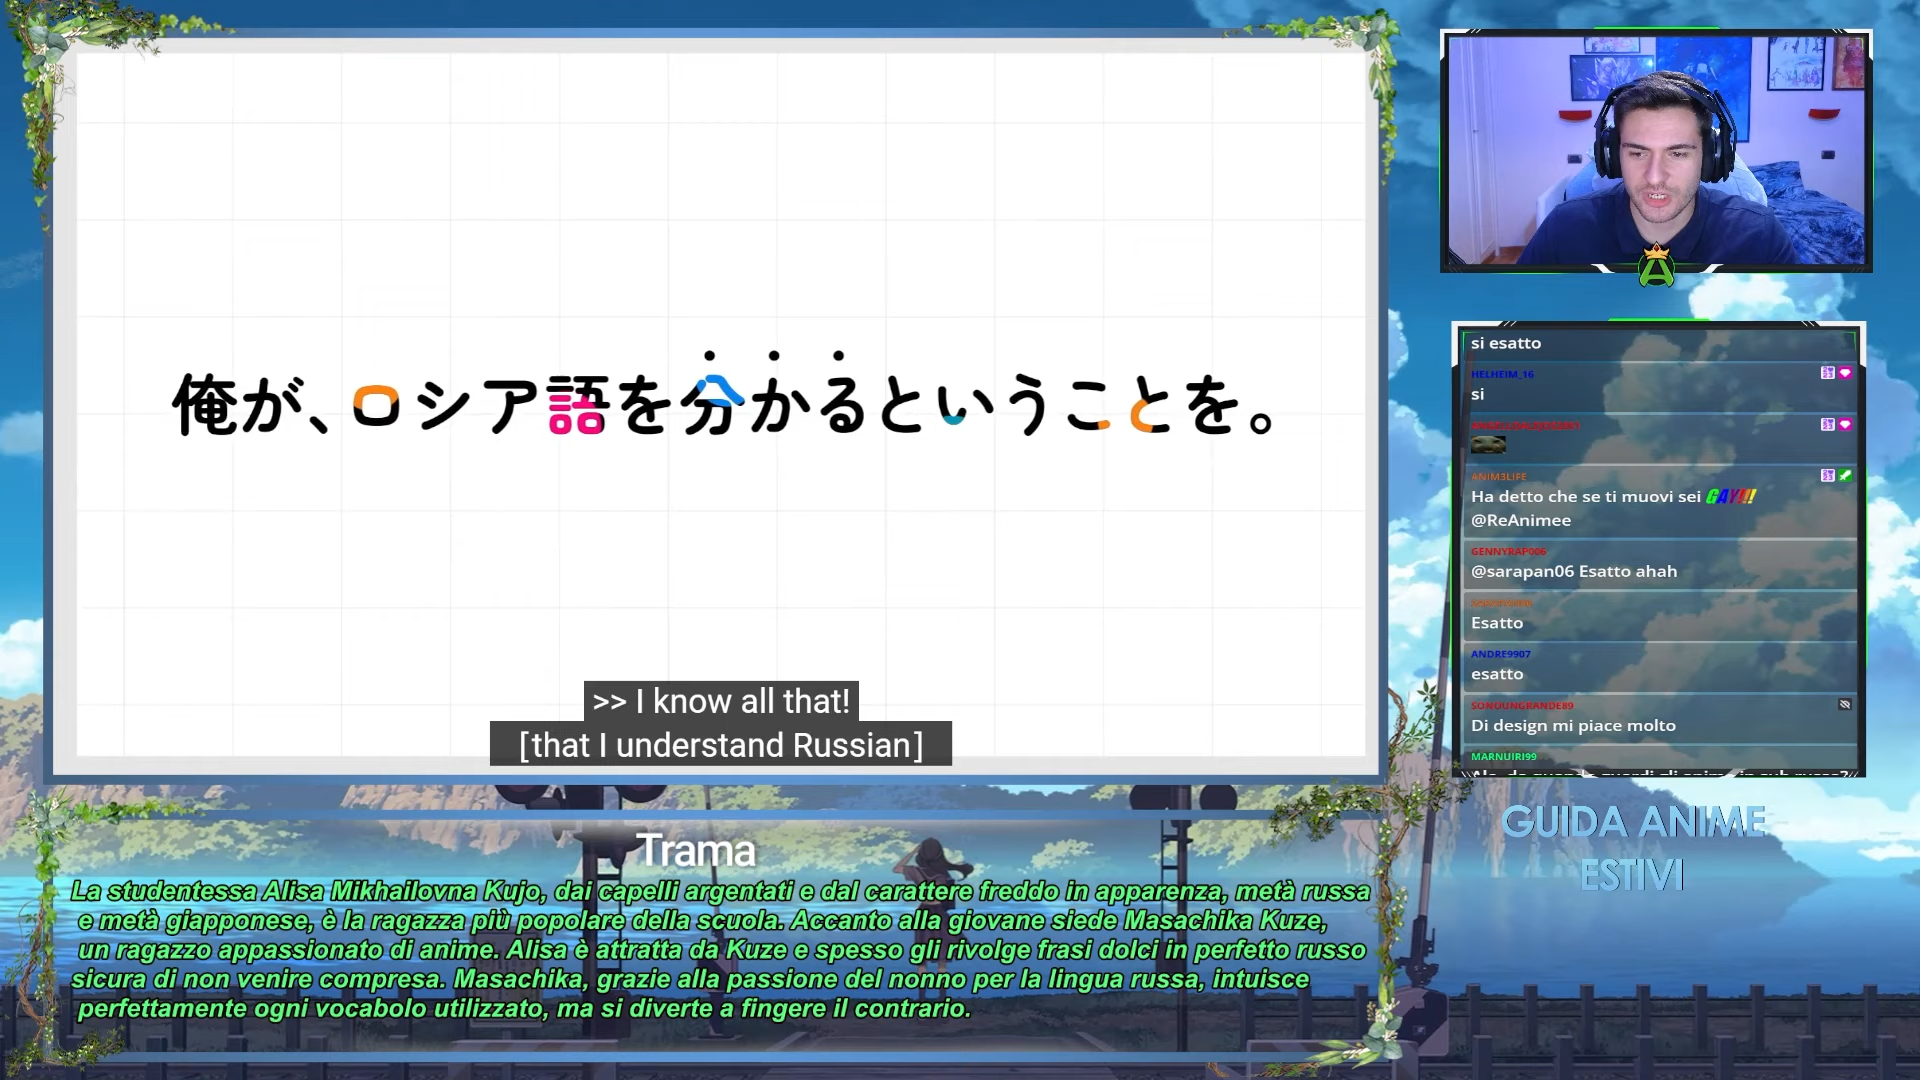 俺が、ロシア語を分かるということを。
>> I know all that!
[that I understand Russian]
si esatto
HELHEIM_16
si
ANIM3LIFE
Ha detto che se ti muovi sei GAY!!!
@ReAnimee
GENNYRAP006
@sarapan06 Esatto ahah
Esatto
ANDRE9907
esatto
SONOUNGRANDE89
Di design mi piace molto
MARNUIRI99
GUIDA ANIME
ESTIVI
Trama
La studentessa Alisa Mikhailovna Kujo, dai capelli argentati e dal carattere freddo in apparenza, metà russa
e metà giapponese, è la ragazza più popolare della scuola. Accanto alla giovane siede Masachika Kuze,
un ragazzo appassionato di anime. Alisa è attratta da Kuze e spesso gli rivolge frasi dolci in perfetto russo
sicura di non venire compresa. Masachika, grazie alla passione del nonno per la lingua russa, intuisce
perfettamente ogni vocabolo utilizzato, ma si diverte a fingere il contrario.